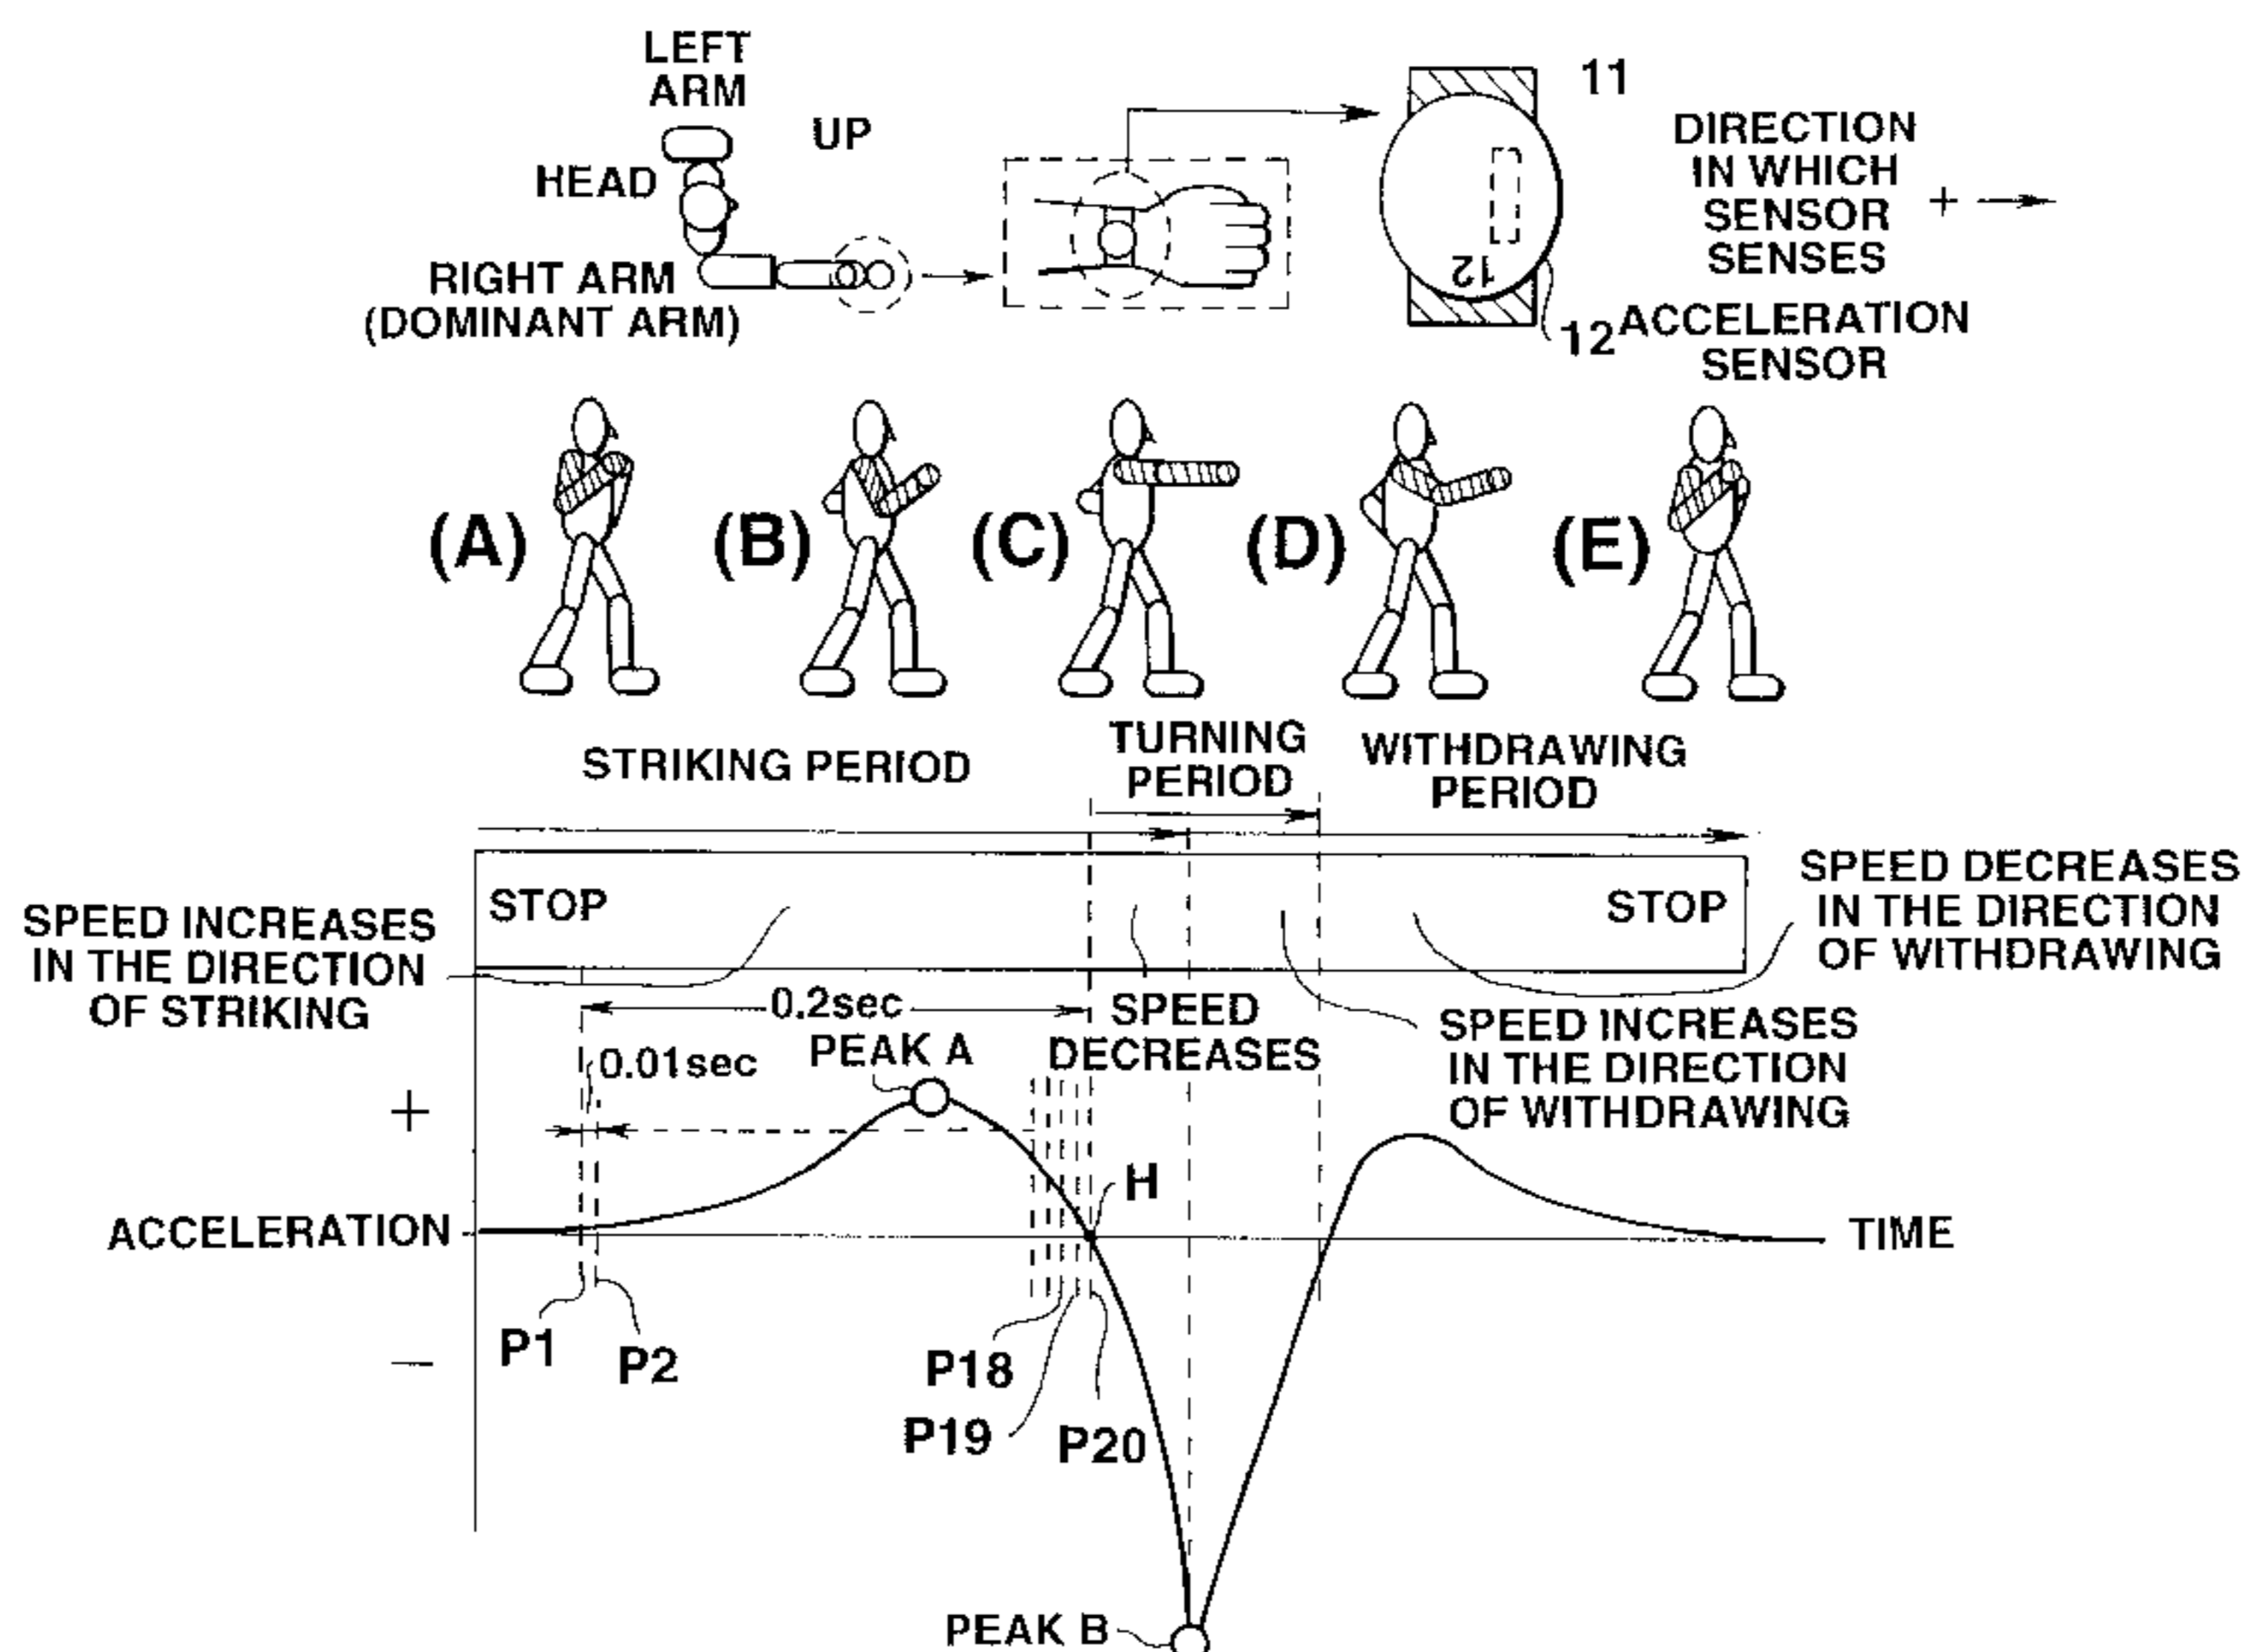 LEFT
ARM
UP
HEAD
RIGHT ARM
(DOMINANT ARM)
11
12
DIRECTION
IN WHICH
SENSOR
SENSES
+
12 ACCELERATION
SENSOR
(A)
(B)
(C)
(D)
(E)
STRIKING PERIOD
TURNING
PERIOD
WITHDRAWING
PERIOD
STOP
STOP
SPEED INCREASES
IN THE DIRECTION
OF STRIKING
SPEED DECREASES
IN THE DIRECTION
OF WITHDRAWING
0.2sec
SPEED
DECREASES
SPEED INCREASES
IN THE DIRECTION
OF WITHDRAWING
0.01sec
PEAK A
+
H
ACCELERATION
TIME
P1
P2
P18
P19
P20
−
PEAK B